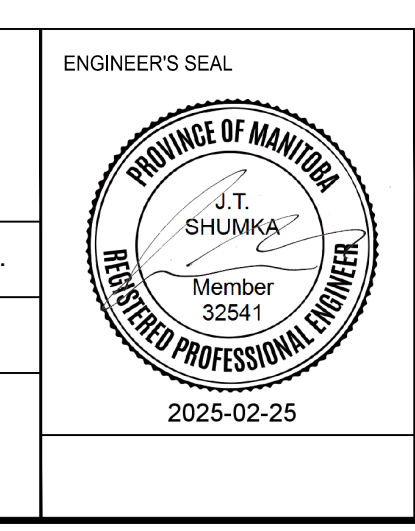 ENGINEER'S SEAL
PROVINCE OF MANITOBA
J.T.
SHUMKA
Member
32541
REGISTERED PROFESSIONAL ENGINEER
2025-02-25
.